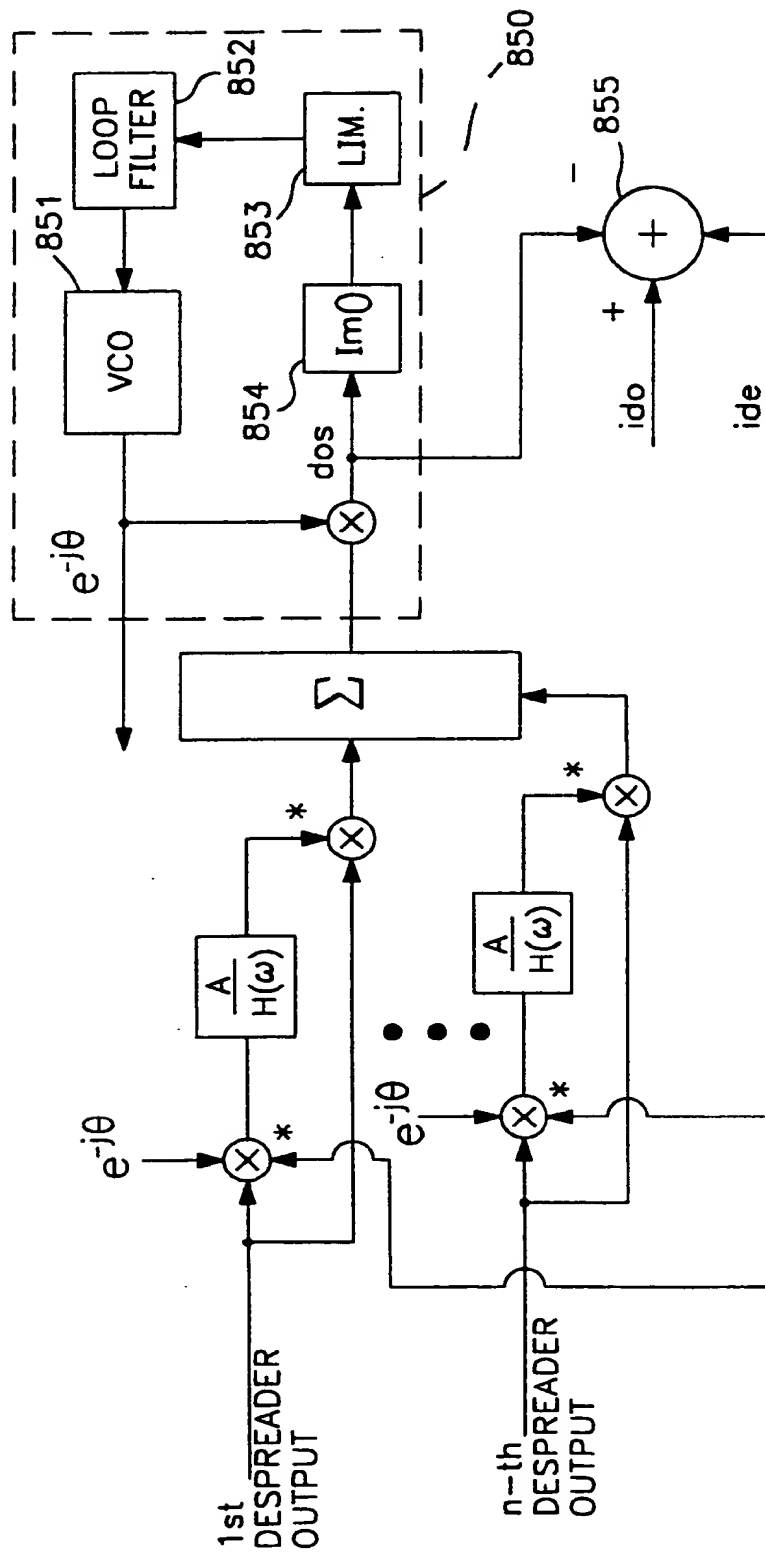 1st
DESPREADER
OUTPUT
e^-jθ
*
A
H(ω)
*
n-th
DESPREADER
OUTPUT
e^-jθ
*
A
H(ω)
*
Σ
e^-jθ
851
VCO
LOOP
FILTER
852
LIM.
853
Im()
854
dos
850
855
+
-
+
ido
ide